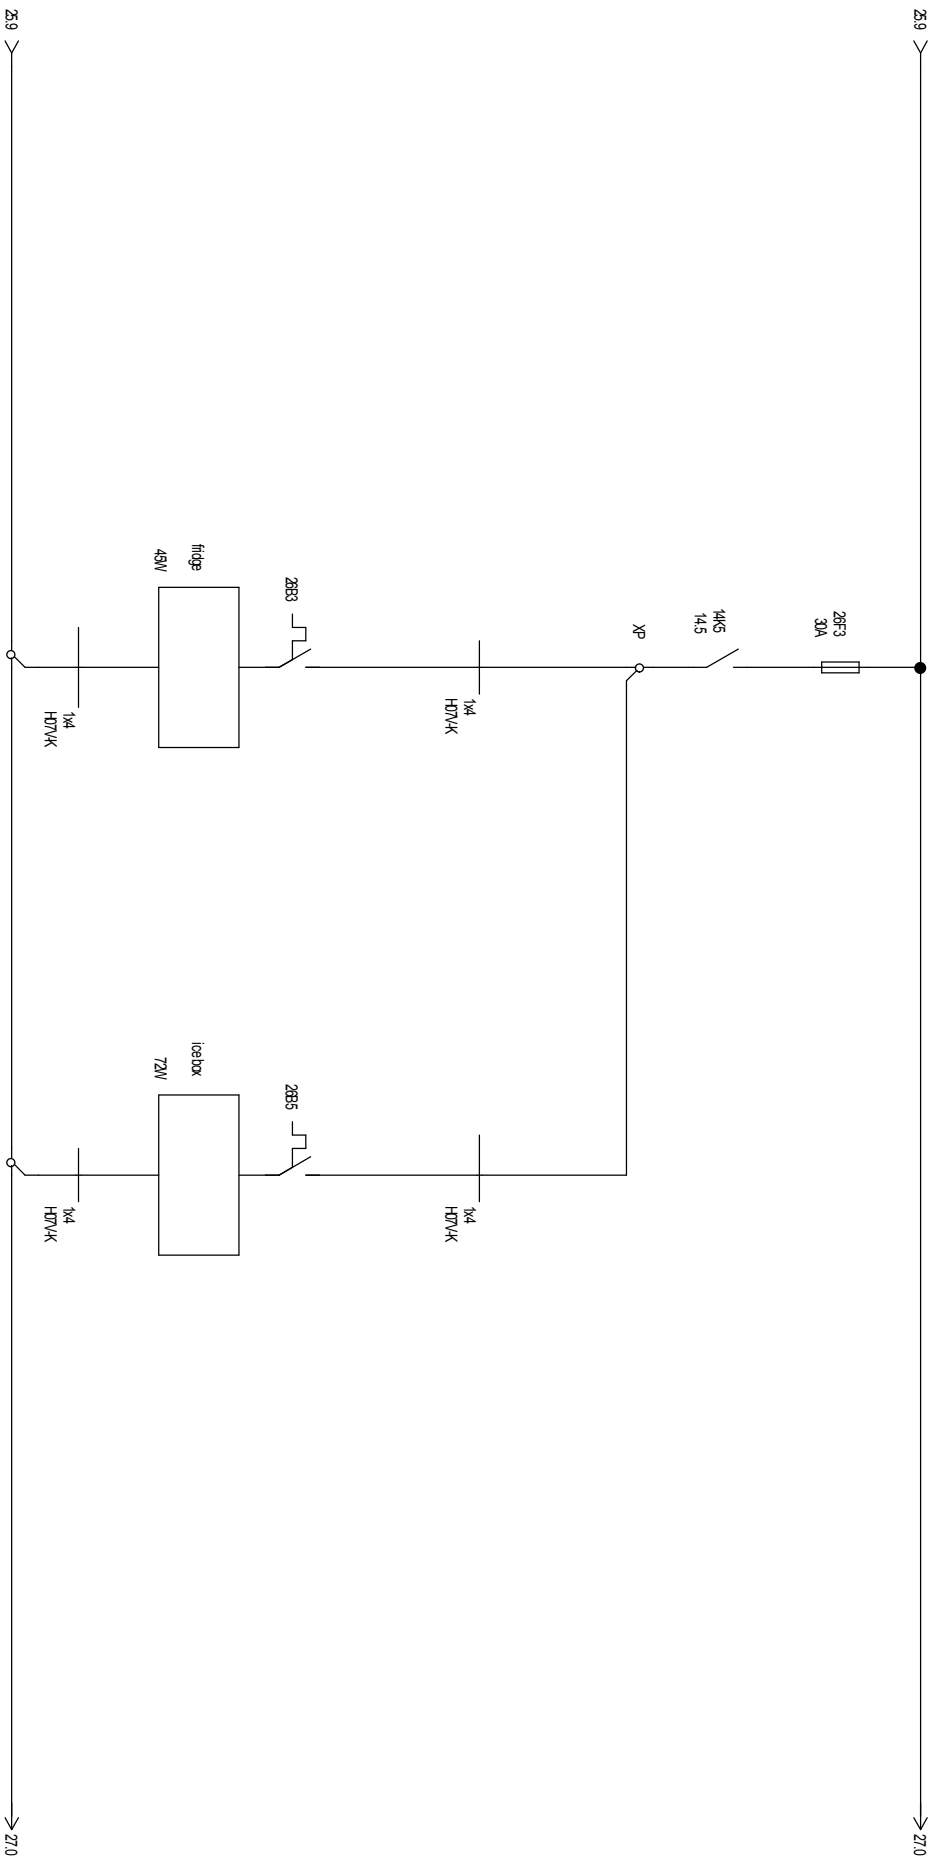 25.9
27.0
26F3
30A
14K5
14.5
XP
1x4
H07V-K
1x4
H07V-K
26B3
26B5
fridge
45W
icebox
72W
1x4
H07V-K
1x4
H07V-K
25.9
27.0